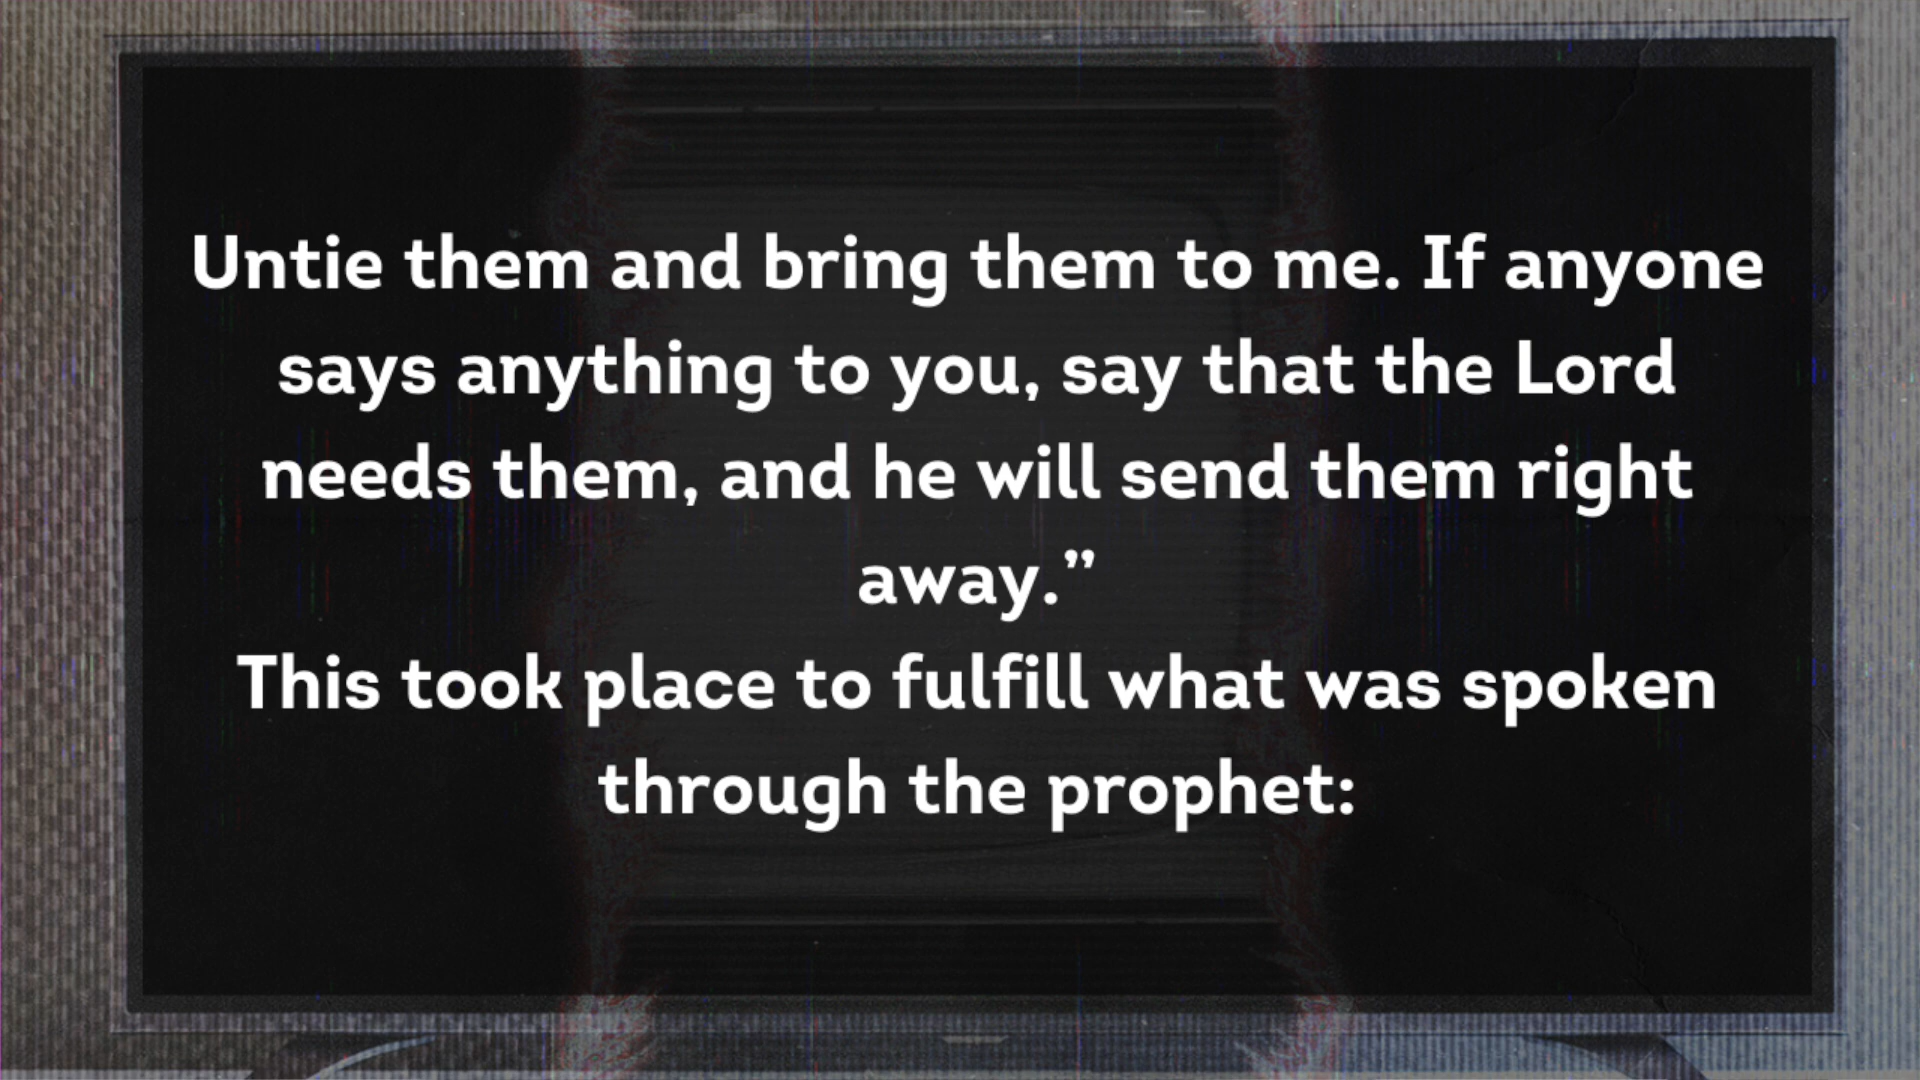 Untie them and bring them to me. If anyone
says anything to you, say that the Lord
needs them, and he will send them right
away.”
This took place to fulfill what was spoken
through the prophet: